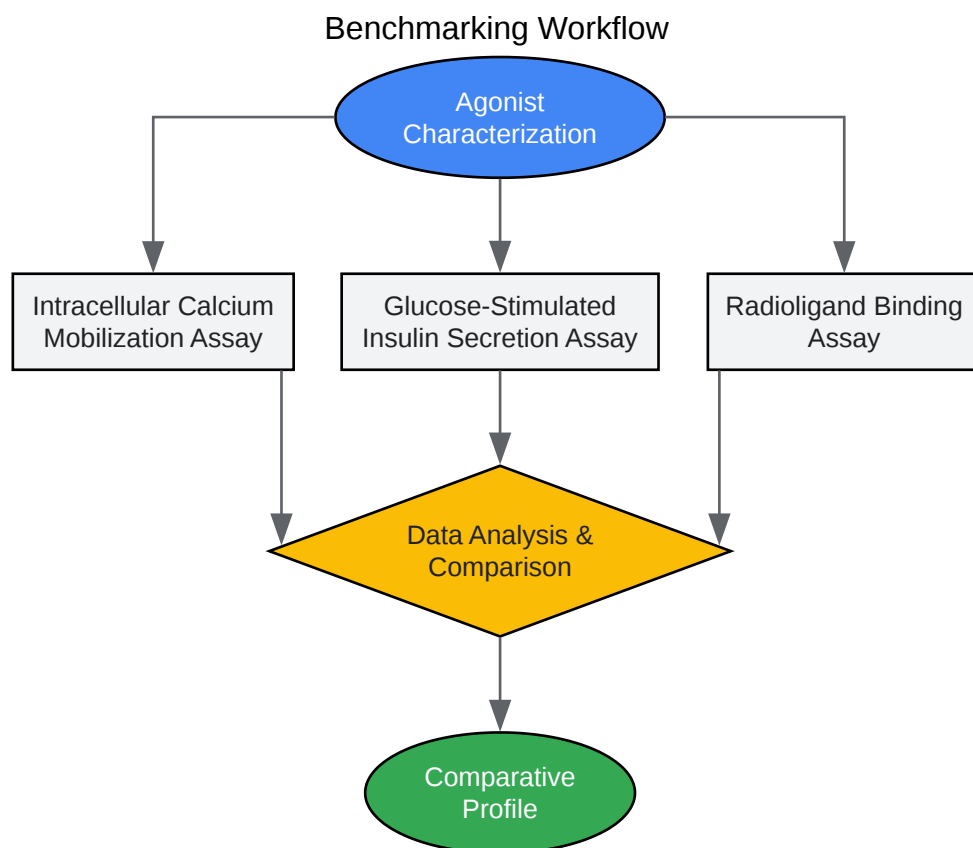 Benchmarking Workflow
Agonist
Characterization
Intracellular Calcium
Mobilization Assay
Glucose-Stimulated
Insulin Secretion Assay
Radioligand Binding
Assay
Data Analysis &
Comparison
Comparative
Profile